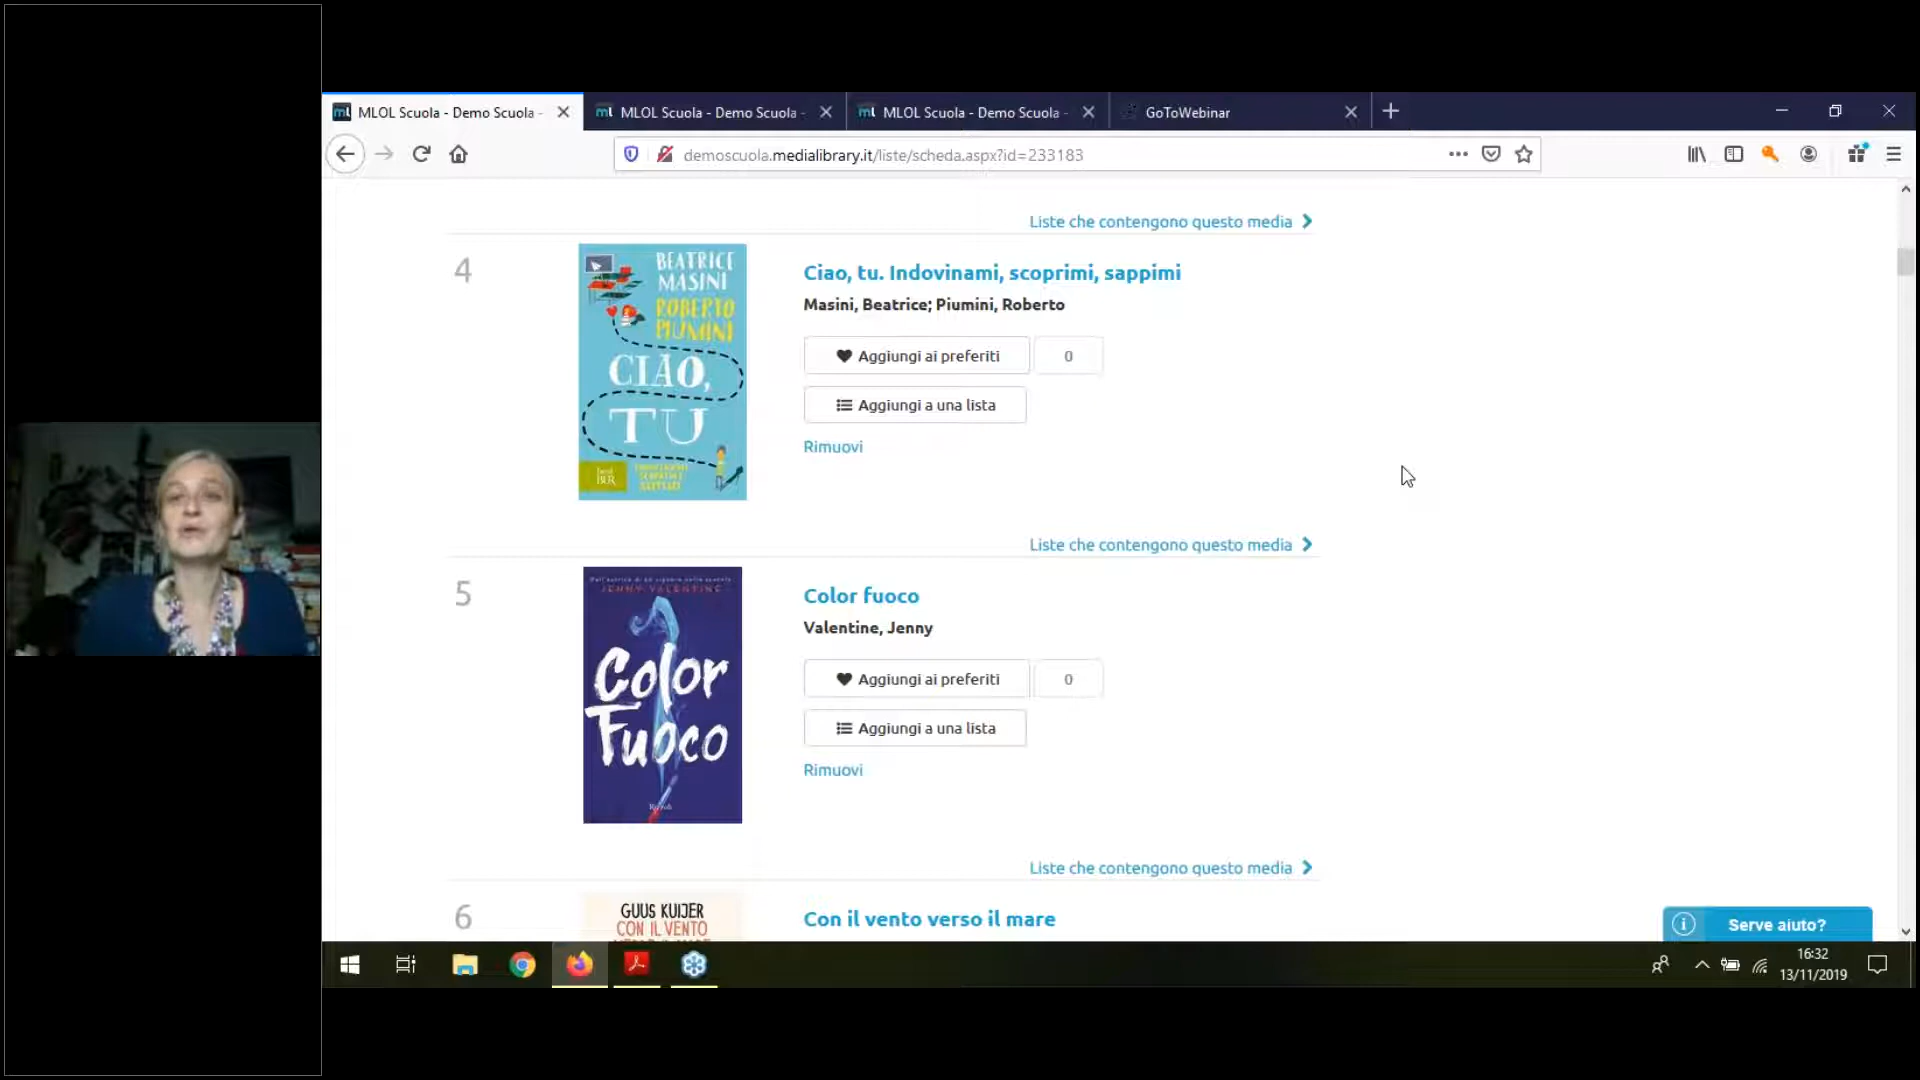 MLOL Scuola - Demo Scuola -
MLOL Scuola - Demo Scuola -
MLOL Scuola - Demo Scuola -
GoToWebinar
demoscuola.medialibrary.it/liste/scheda.aspx?id=233183
Liste che contengono questo media
4
BEATRICE
MASINI
ROBERTO
PIUMINI
CIAO,
TU
BUR
Ciao, tu. Indovinami, scoprimi, sappimi
Masini, Beatrice; Piumini, Roberto
Aggiungi ai preferiti
0
Aggiungi a una lista
Rimuovi
Liste che contengono questo media
5
JENNY VALENTINE
Color
Fuoco
Color fuoco
Valentine, Jenny
Aggiungi ai preferiti
0
Aggiungi a una lista
Rimuovi
Liste che contengono questo media
6
GUUS KUIJER
CON IL VENTO
Con il vento verso il mare
Serve aiuto?
16:32
13/11/2019